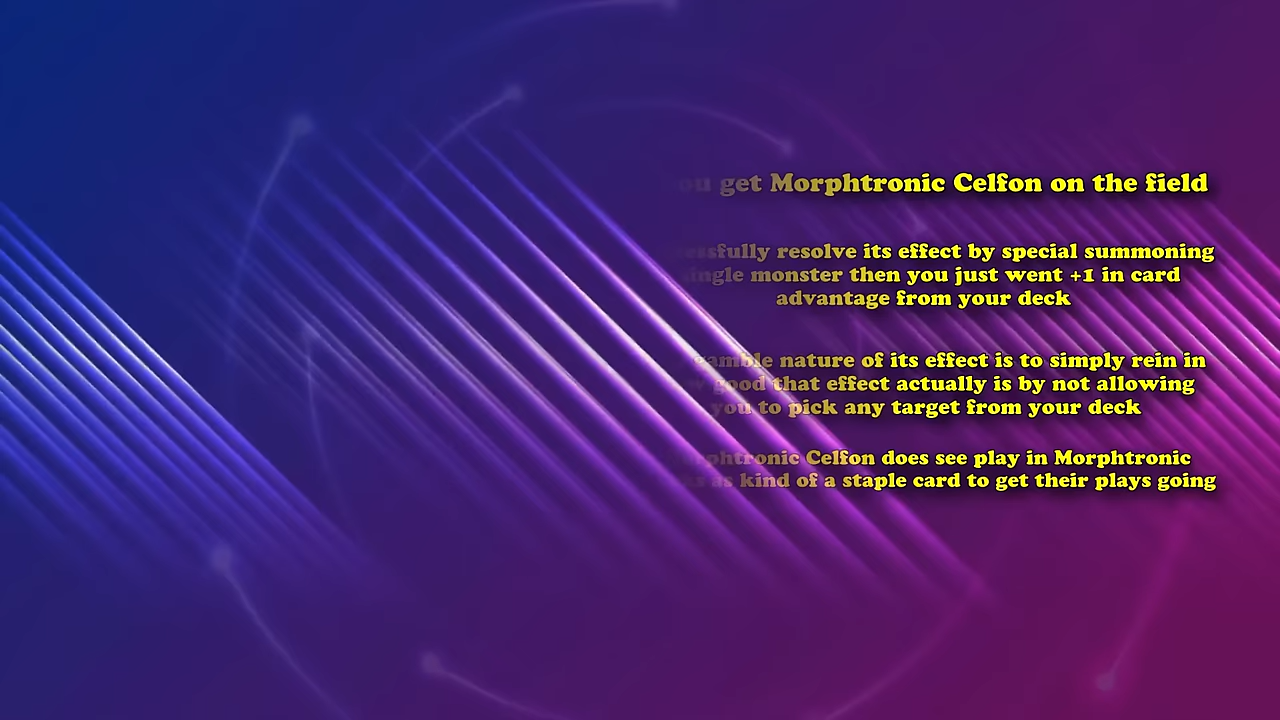 get Morphtronic Celfon on the field
resolve its effect by special summoning
monster then you just went +1 in card
advantage from your deck
gamble nature of its effect is to simply rein in
good that effect actually is by not allowing
you to pick any target from your deck
Celfon does see play in Morphtronic
as kind of a staple card to get their plays going